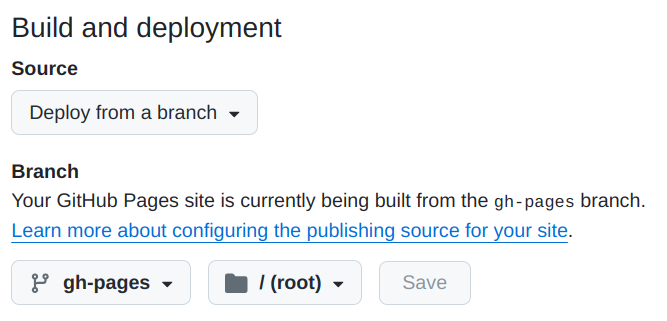 Build and deployment
Source
Deploy from a branch
Branch
Your GitHub Pages site is currently being built from the gh-pages branch.
Learn more about configuring the publishing source for your site.
gh-pages / (root) Save